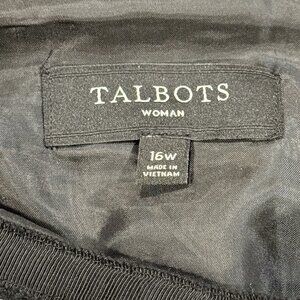 TALBOTS
WOMAN
16W
MADE IN
VIETNAM